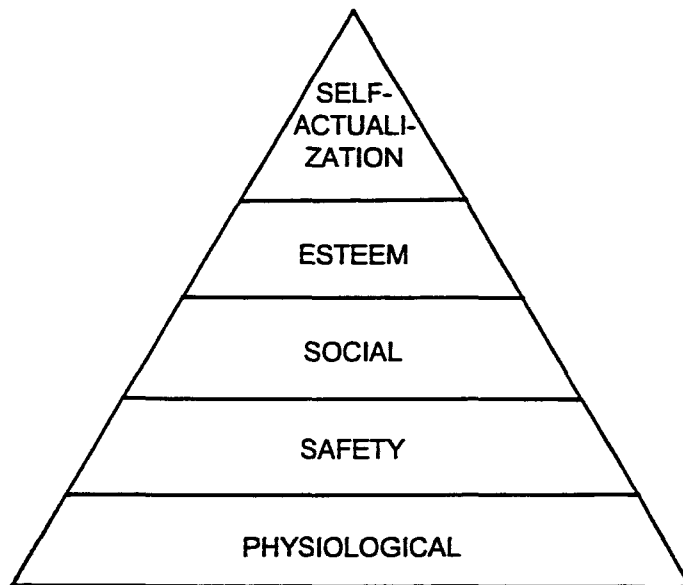 SELF-
ACTUALI-
ZATION
ESTEEM
SOCIAL
SAFETY
PHYSIOLOGICAL